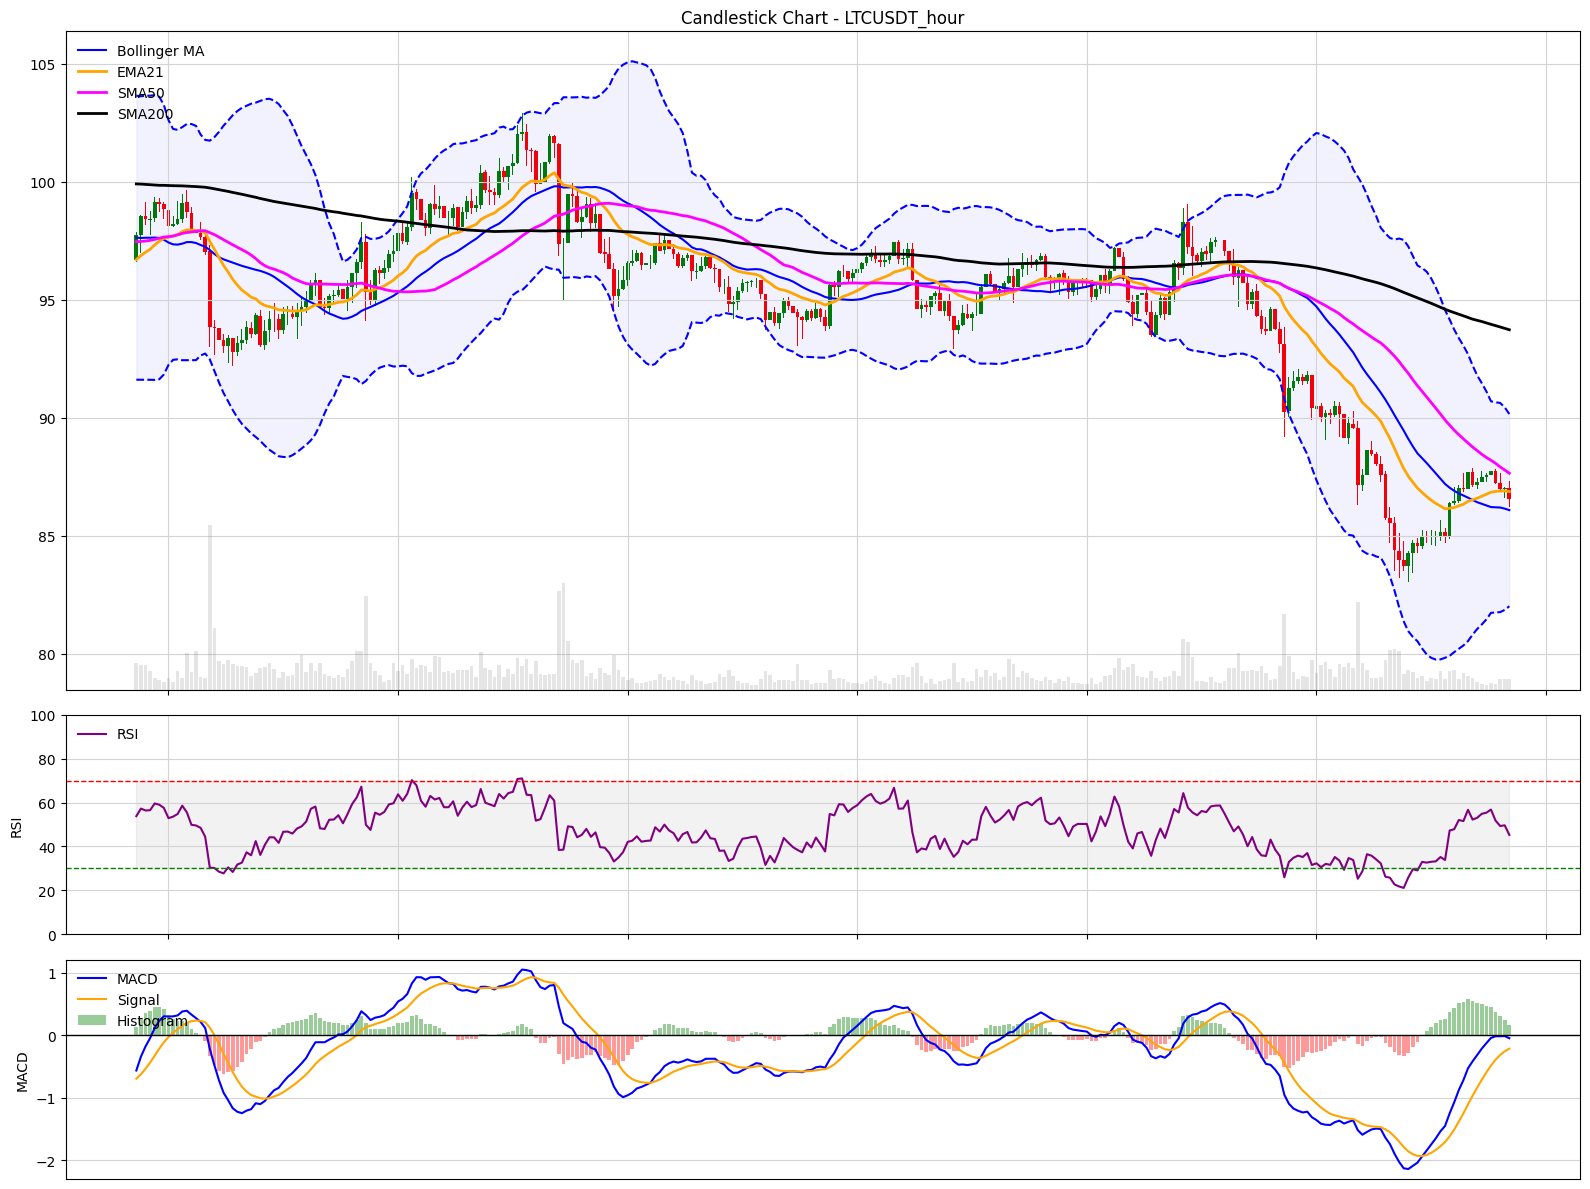 Candlestick Chart - LTCUSDT_hour
Bollinger MA
EMA21
SMA50
SMA200
105
100
95
90
85
80
RSI
100
80
60
40
20
0
RSI
MACD
Signal
Histogram
1
0
−1
−2
MACD